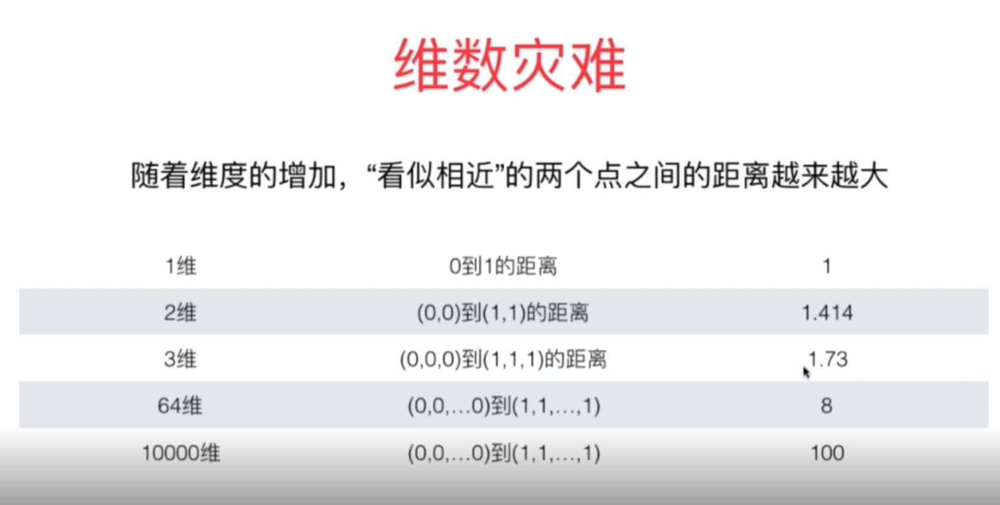 维数灾难
随着维度的增加，“看似相近”的两个点之间的距离越来越大
1维 0到1的距离 1
2维 (0,0)到(1,1)的距离 1.414
3维 (0,0,0)到(1,1,1)的距离 1.73
64维 (0,0,...0)到(1,1,...,1) 8
10000维 (0,0,...0)到(1,1,...,1) 100